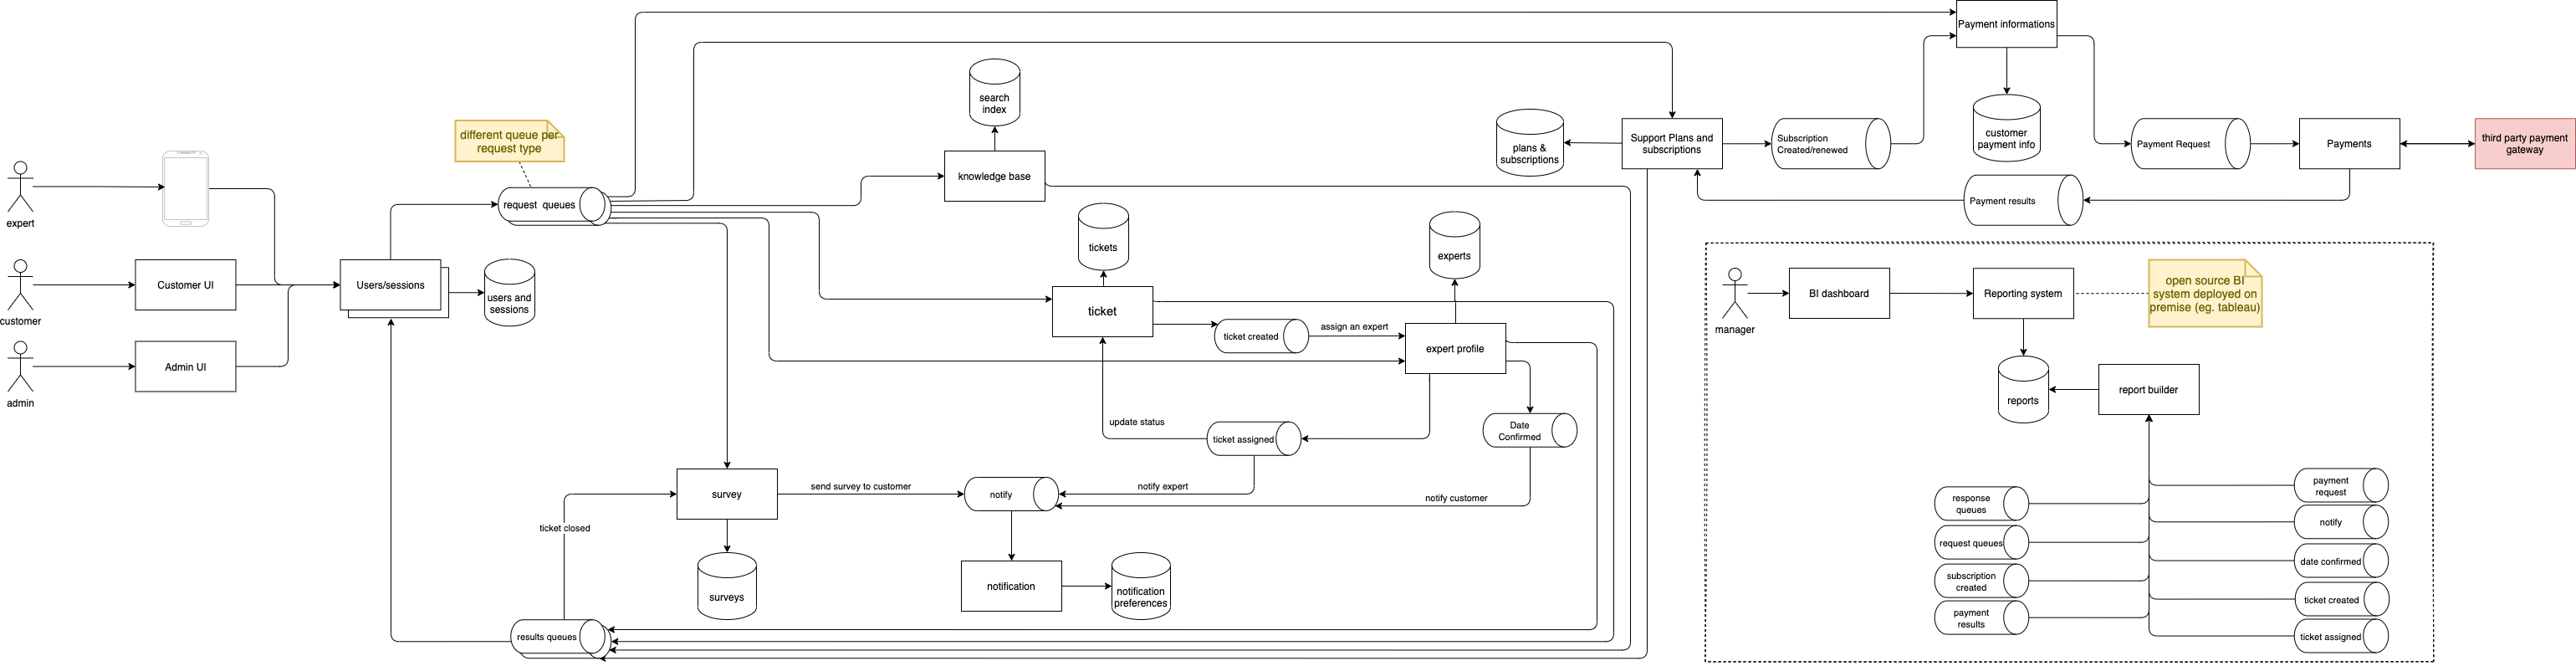 Payment informations
search
index
different queue per
request type
customer
payment info
plans &
subscriptions
Support Plans and
subscriptions
Subscription
Created/renewed
Payment Request
Payments
third party payment
gateway
knowledge base
Payment results
expert
request  queues
tickets
experts
Customer UI
Users/sessions
users and
sessions
customer
ticket
ticket created
assign an expert
expert profile
Admin UI
admin
update status
ticket assigned
Date
Confirmed
survey
send survey to customer
notify
notify expert
notify customer
ticket closed
surveys
notification
notification
preferences
results queues
manager
BI dashboard
Reporting system
open source BI
system deployed on
premise (eg. tableau)
reports
report builder
response
queues
request queues
subscription
created
payment
results
payment
request
notify
date confirmed
ticket created
ticket assigned